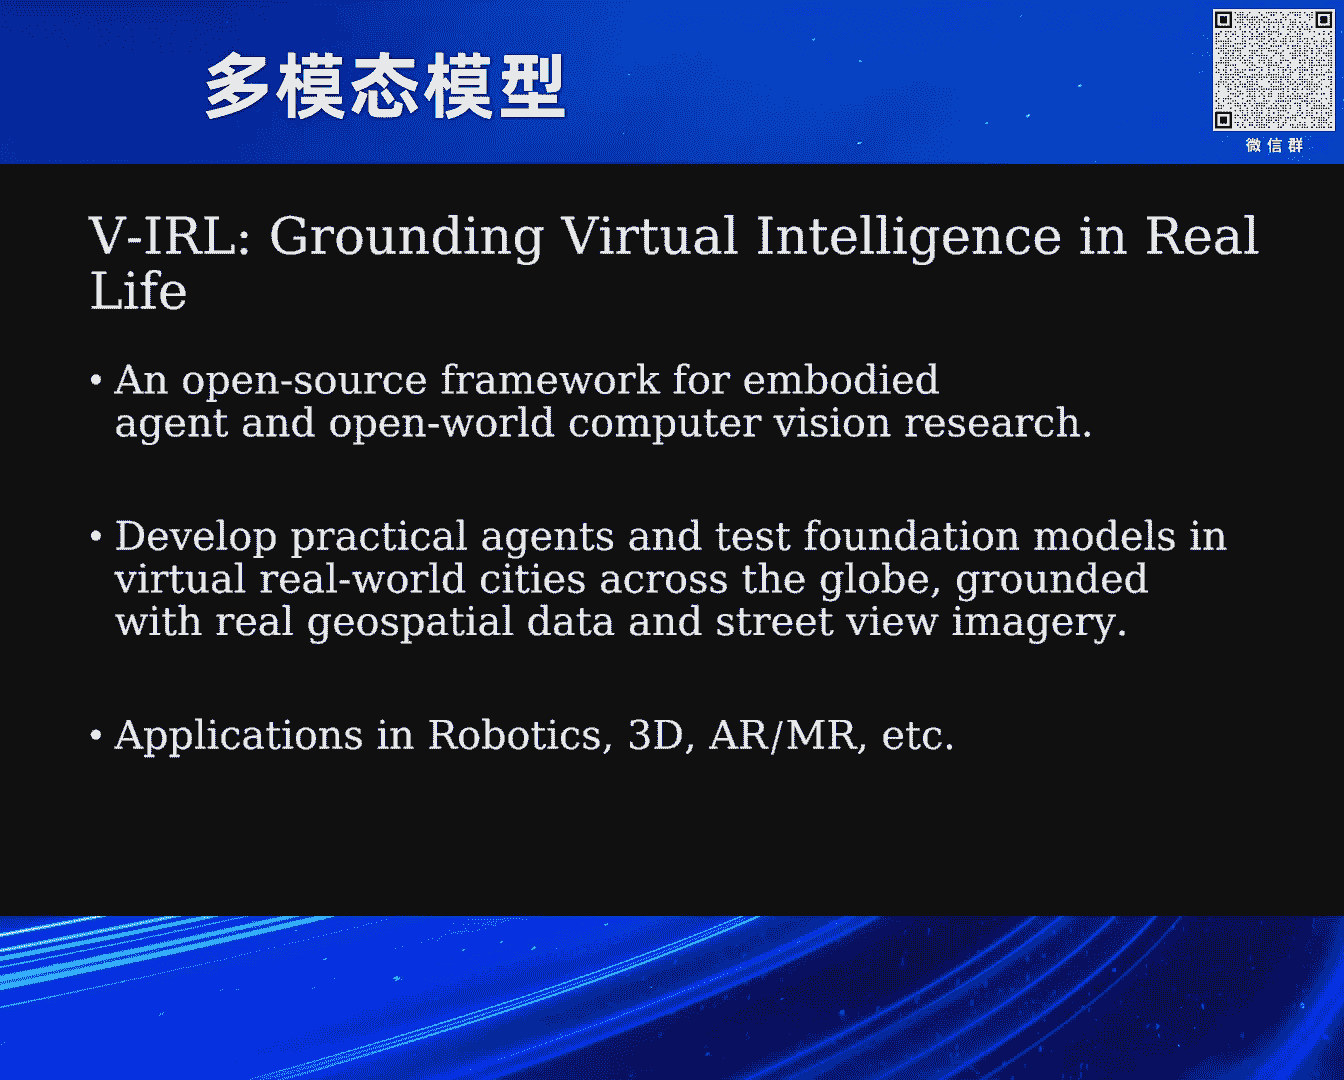 多模态模型
微信群
V-IRL: Grounding Virtual Intelligence in Real
Life
• An open-source framework for embodied
agent and open-world computer vision research.
• Develop practical agents and test foundation models in
virtual real-world cities across the globe, grounded
with real geospatial data and street view imagery.
• Applications in Robotics, 3D, AR/MR, etc.